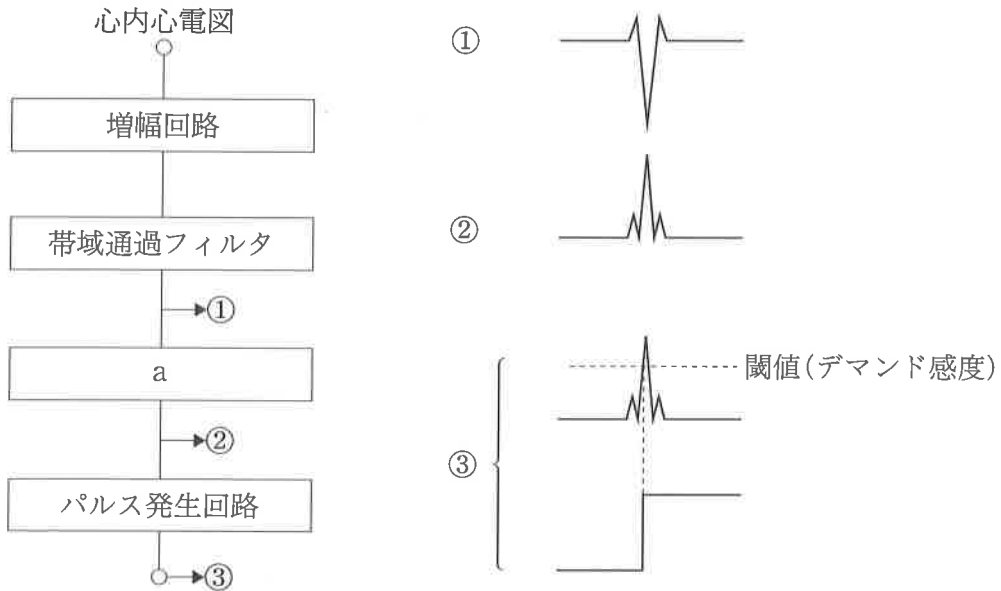 心内心電図
増幅回路
帯域通過フィルタ
①
a
②
パルス発生回路
③
①
②
③
閾値(デマンド感度)